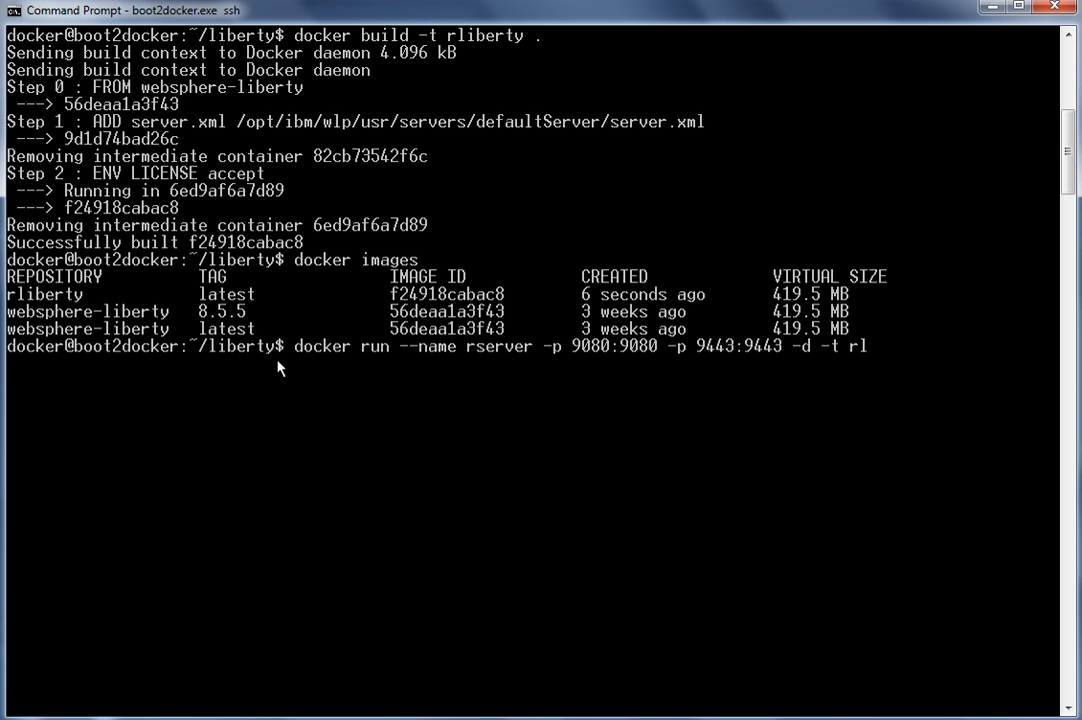 Command Prompt - boot2docker.exe ssh
docker@boot2docker:~/liberty$ docker build -t rliberty .
Sending build context to Docker daemon 4.096 kB
Sending build context to Docker daemon
Step 0 : FROM websphere-liberty
 ---> 56deaa1a3f43
Step 1 : ADD server.xml /opt/ibm/wlp/usr/servers/defaultServer/server.xml
 ---> 9d1d74bad26c
Removing intermediate container 82cb73542f6c
Step 2 : ENV LICENSE accept
 ---> Running in 6ed9af6a7d89
 ---> f24918cabac8
Removing intermediate container 6ed9af6a7d89
Successfully built f24918cabac8
docker@boot2docker:~/liberty$ docker images
REPOSITORY TAG IMAGE ID CREATED VIRTUAL SIZE
rliberty latest f24918cabac8 6 seconds ago 419.5 MB
websphere-liberty 8.5.5 56deaa1a3f43 3 weeks ago 419.5 MB
websphere-liberty latest 56deaa1a3f43 3 weeks ago 419.5 MB
docker@boot2docker:~/liberty$ docker run --name rserver -p 9080:9080 -p 9443:9443 -d -t rl